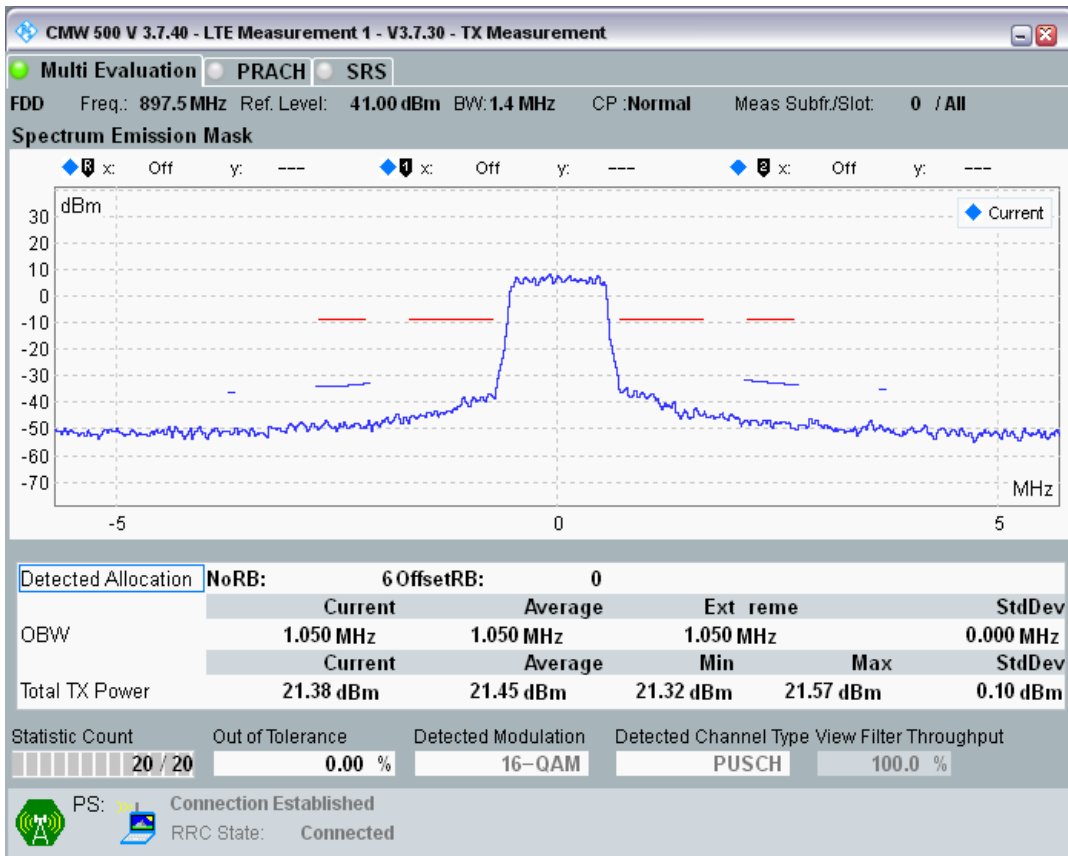 CMW 500 V 3.7.40 - LTE Measurement 1 - V3.7.30 - TX Measurement
Multi Evaluation PRACH SRS
FDD Freq.: 897.5 MHz Ref. Level: 41.00 dBm BW: 1.4 MHz CP :Normal Meas Subfr./Slot: 0 / All
Spectrum Emission Mask
R x: Off y: --- 1 x: Off y: --- 2 x: Off y: ---
dBm
Current
30
20
10
0
-10
-20
-30
-40
-50
-60
-70
MHz
-5 0 5
Detected Allocation NoRB: 6 OffsetRB: 0
Current Average Ext reme StdDev
OBW 1.050 MHz 1.050 MHz 1.050 MHz 0.000 MHz
Current Average Min Max StdDev
Total TX Power 21.38 dBm 21.45 dBm 21.32 dBm 21.57 dBm 0.10 dBm
Statistic Count Out of Tolerance Detected Modulation Detected Channel Type View Filter Throughput
20 / 20 0.00 % 16-QAM PUSCH 100.0 %
PS: Connection Established
RRC State: Connected